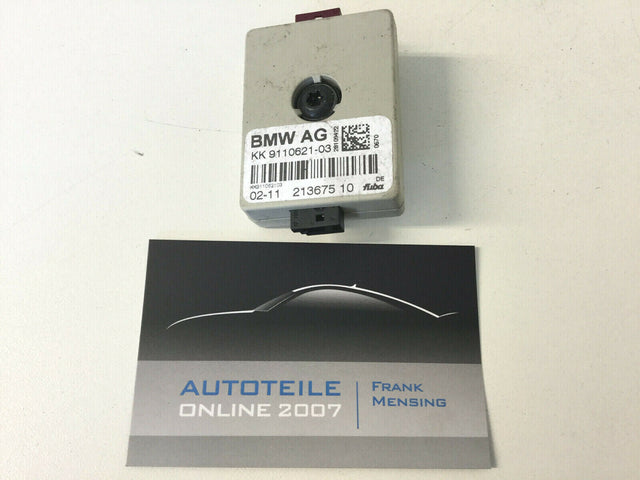 BMW AG
KK 9110621-03
02-11 213675 10
DE
fuba
AUTOTEILE
ONLINE 2007
FRANK
MENSING